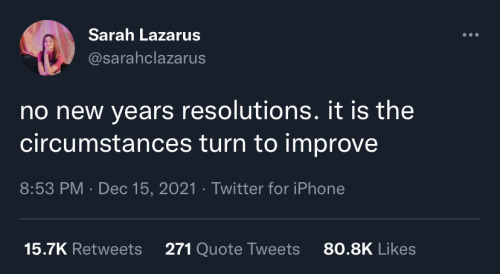 Sarah Lazarus
@sarahclazarus
no new years resolutions. it is the
circumstances turn to improve
8:53 PM · Dec 15, 2021 · Twitter for iPhone
15.7K Retweets 271 Quote Tweets 80.8K Likes